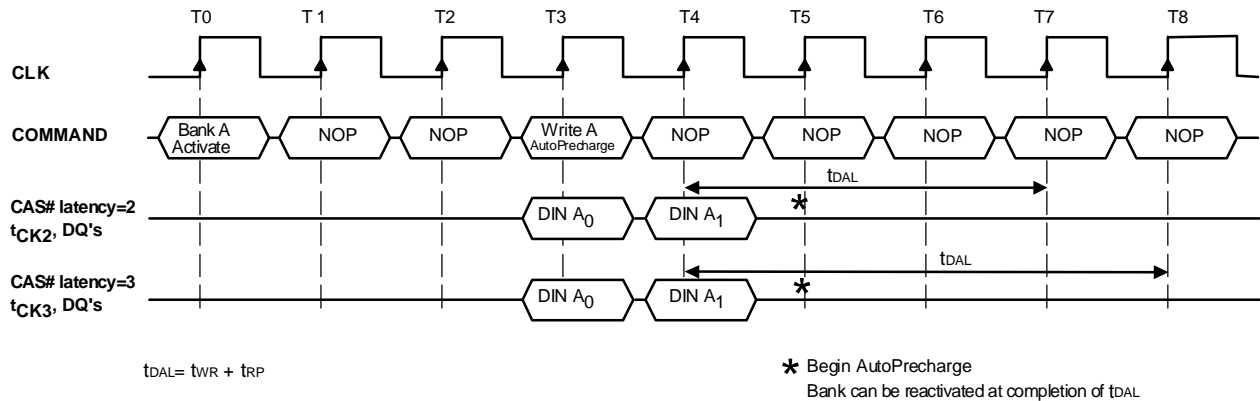 T0 T1 T2 T3 T4 T5 T6 T7 T8
CLK
COMMAND
Bank A
Activate
NOP
NOP
Write A
AutoPrecharge
NOP
NOP
NOP
NOP
NOP
tDAL
CAS# latency=2
tCK2, DQ's
DIN A0
DIN A1
*
tDAL
CAS# latency=3
tCK3, DQ's
DIN A0
DIN A1
*
tDAL= tWR + tRP
* Begin AutoPrecharge
Bank can be reactivated at completion of tDAL